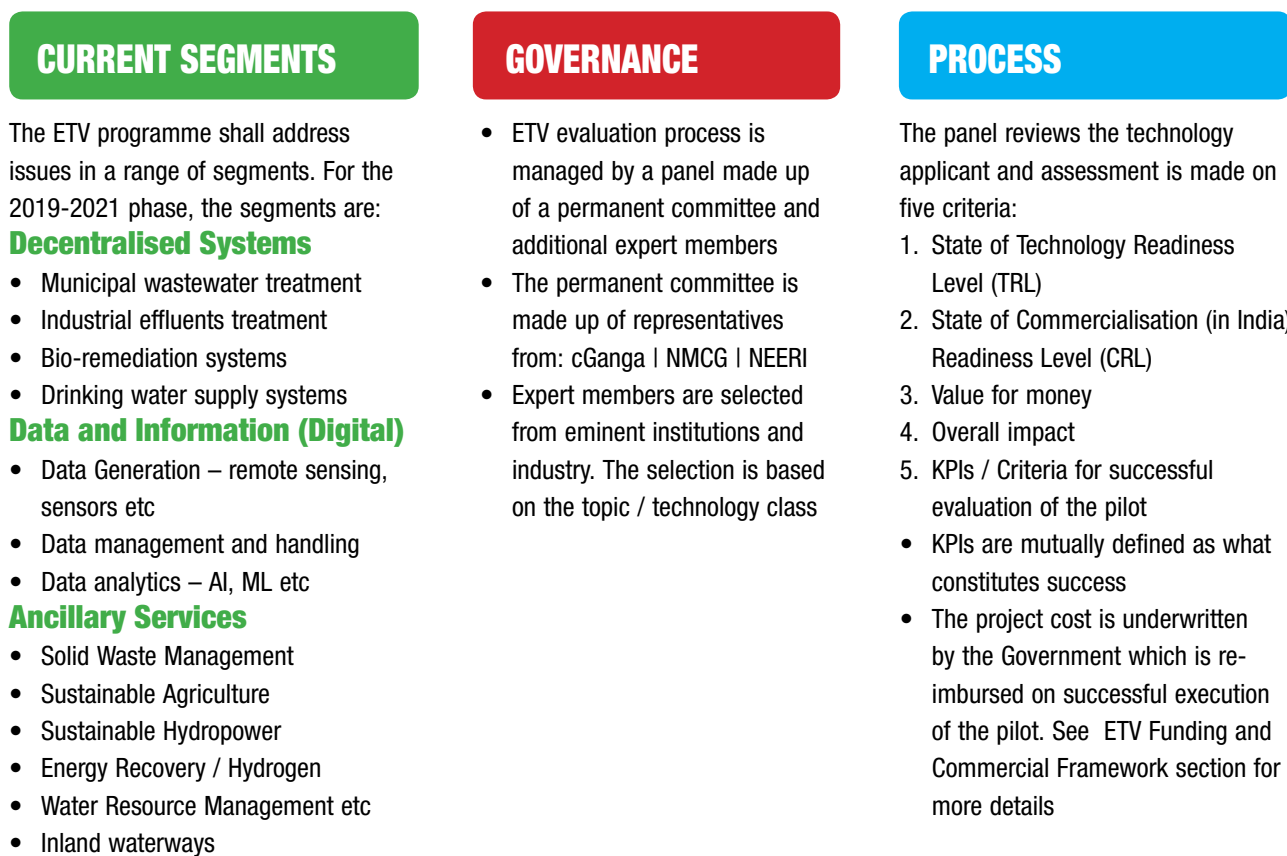 CURRENT SEGMENTS
The ETV programme shall address
issues in a range of segments. For the
2019-2021 phase, the segments are:
Decentralised Systems
• Municipal wastewater treatment
• Industrial effluents treatment
• Bio-remediation systems
• Drinking water supply systems
Data and Information (Digital)
• Data Generation – remote sensing,
sensors etc
• Data management and handling
• Data analytics – AI, ML etc
Ancillary Services
• Solid Waste Management
• Sustainable Agriculture
• Sustainable Hydropower
• Energy Recovery / Hydrogen
• Water Resource Management etc
• Inland waterways
GOVERNANCE
• ETV evaluation process is
managed by a panel made up
of a permanent committee and
additional expert members
• The permanent committee is
made up of representatives
from: cGanga | NMCG | NEERI
• Expert members are selected
from eminent institutions and
industry. The selection is based
on the topic / technology class
PROCESS
The panel reviews the technology
applicant and assessment is made on
five criteria:
1. State of Technology Readiness
Level (TRL)
2. State of Commercialisation (in India)
Readiness Level (CRL)
3. Value for money
4. Overall impact
5. KPIs / Criteria for successful
evaluation of the pilot
• KPIs are mutually defined as what
constitutes success
• The project cost is underwritten
by the Government which is re-
imbursed on successful execution
of the pilot. See ETV Funding and
Commercial Framework section for
more details